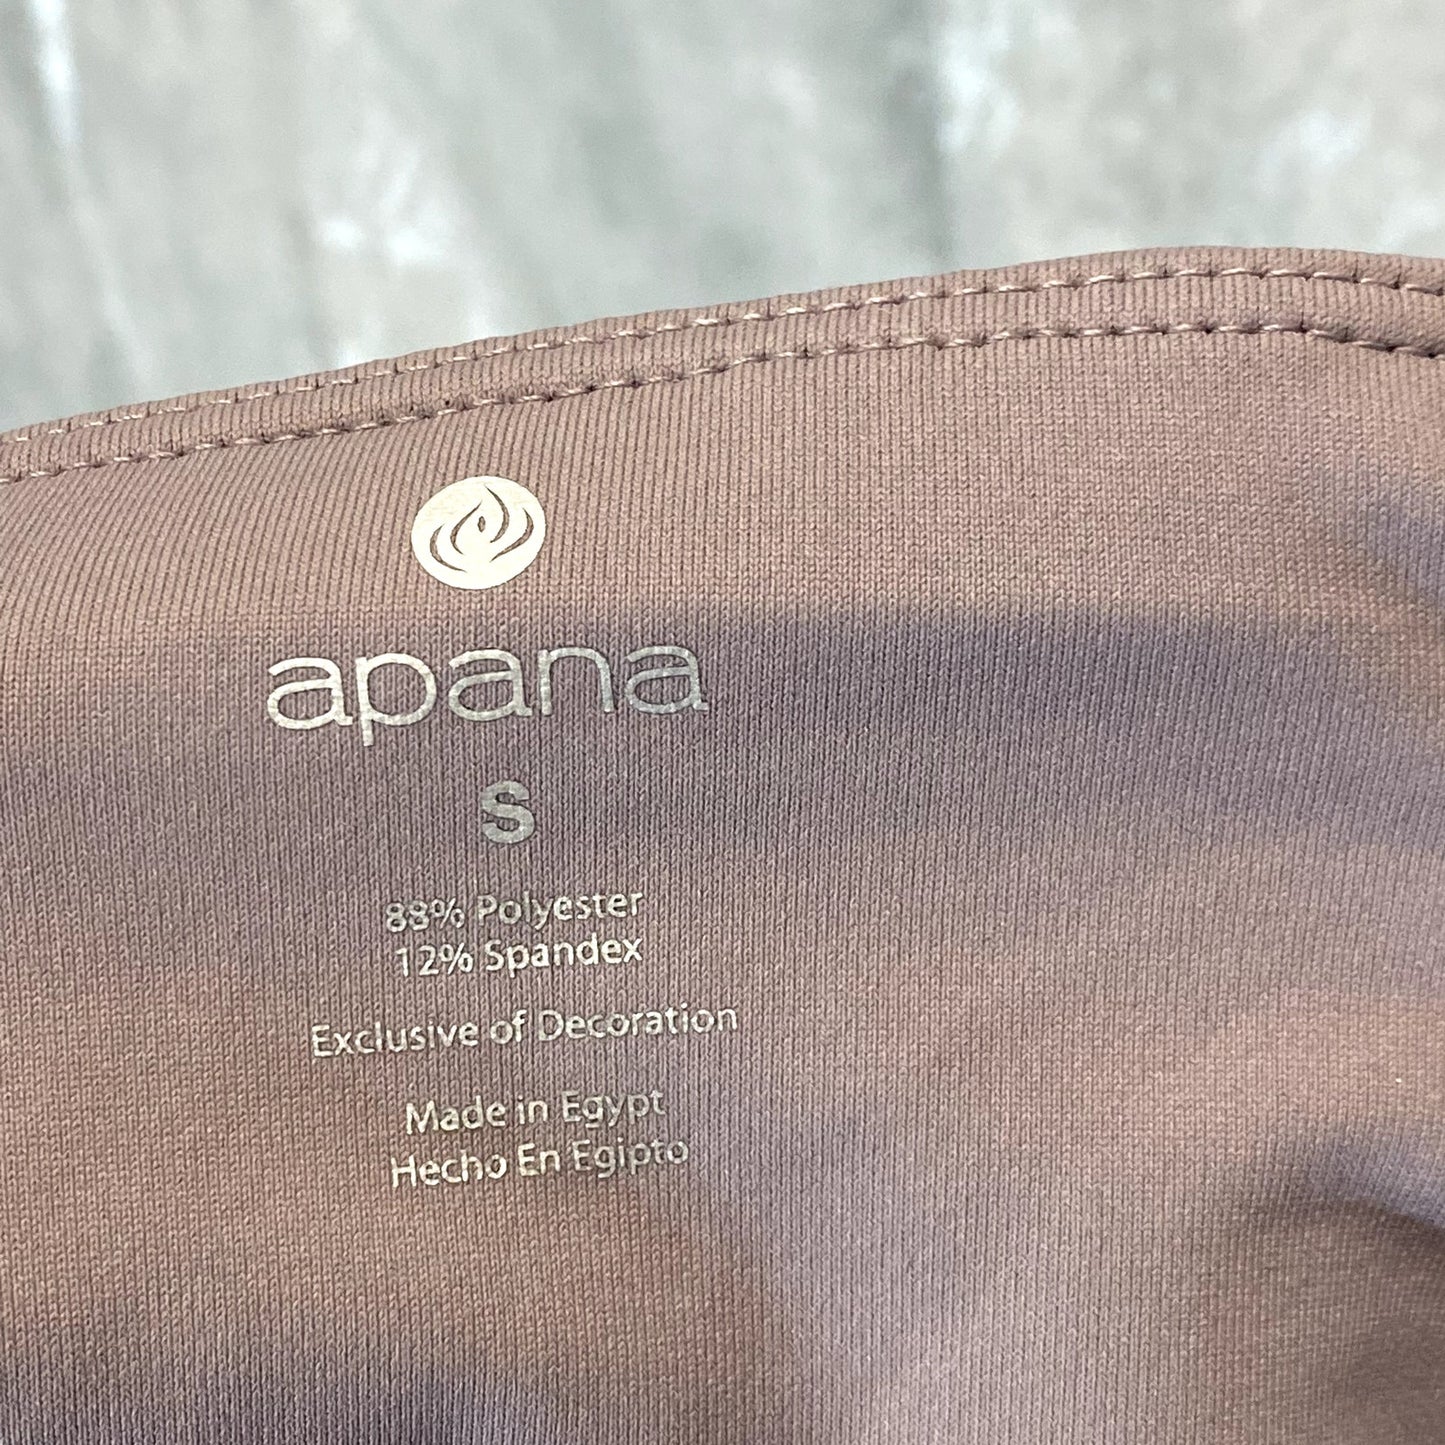 apana
S
88% Polyester
12% Spandex
Exclusive of Decoration
Made in Egypt
Hecho En Egipto